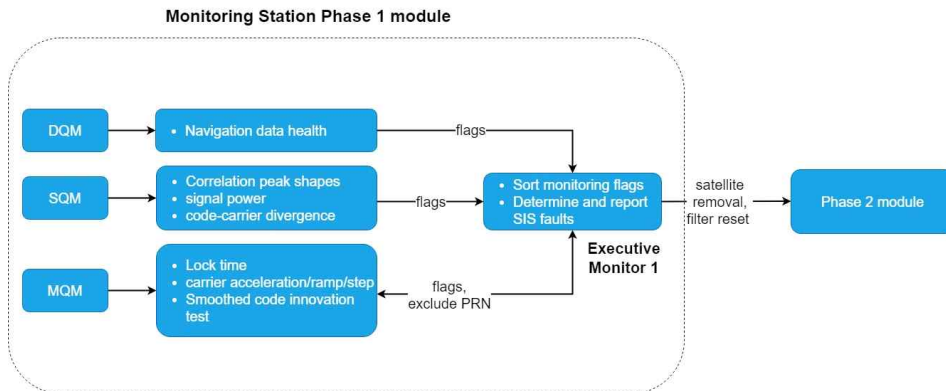 Monitoring Station Phase 1 module
DQM
• Navigation data health
flags
SQM
• Correlation peak shapes
• signal power
• code-carrier divergence
flags
• Sort monitoring flags
• Determine and report
SIS faults
Executive
Monitor 1
satellite
removal,
filter reset
Phase 2 module
MQM
• Lock time
• carrier acceleration/ramp/step
• Smoothed code innovation
test
flags,
exclude PRN